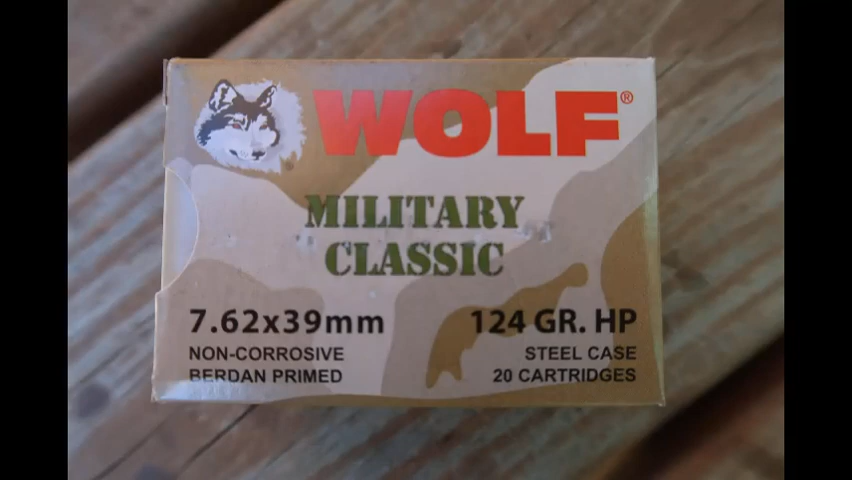 WOLF®
MILITARY
CLASSIC
7.62x39mm 124 GR. HP
NON-CORROSIVE STEEL CASE
BERDAN PRIMED 20 CARTRIDGES